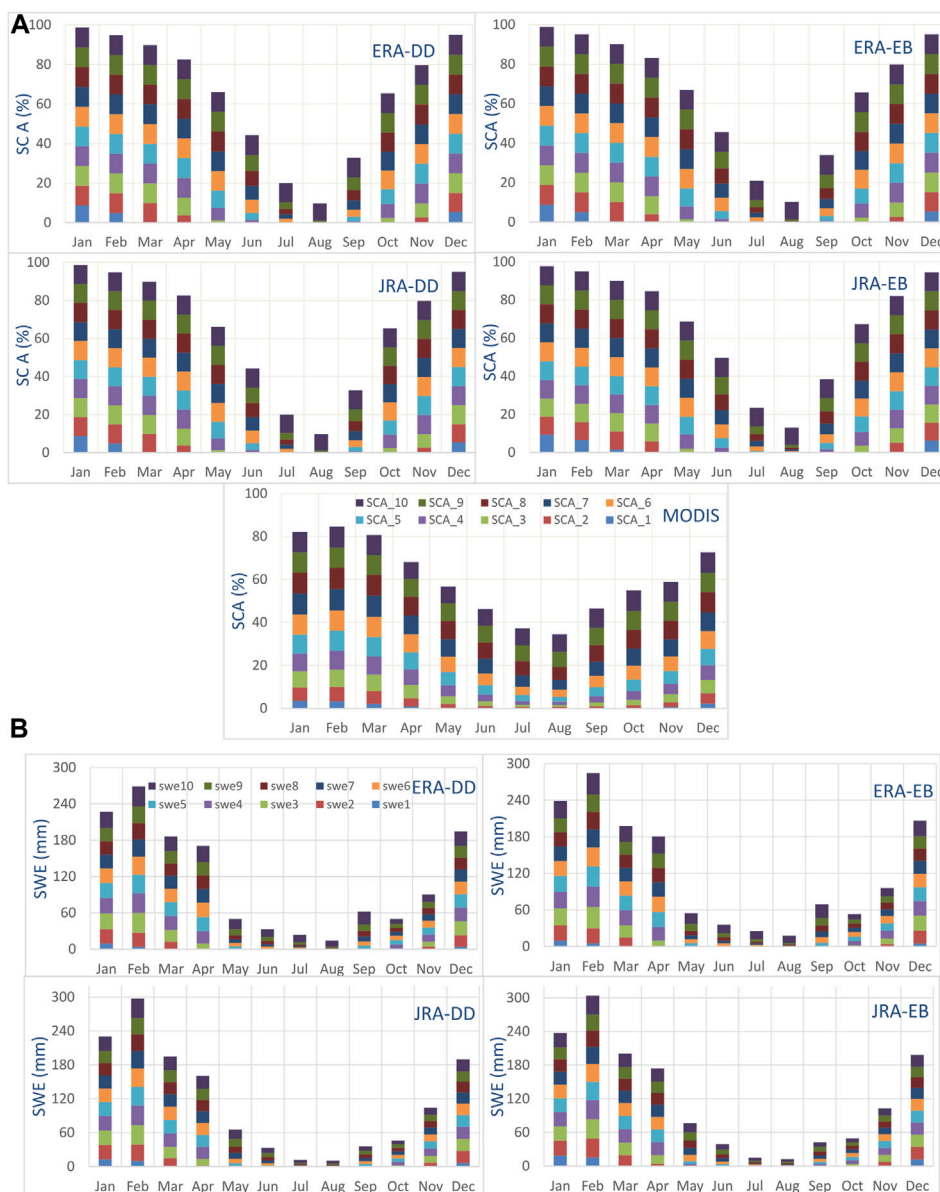 A
100
ERA-DD
80
60
40
20
0
SC A (%)
Jan Feb Mar Apr May Jun Jul Aug Sep Oct Nov Dec
100
ERA-EB
80
60
40
20
0
SCA (%)
Jan Feb Mar Apr May Jun Jul Aug Sep Oct Nov Dec
100
JRA-DD
80
60
40
20
0
SC A (%)
Jan Feb Mar Apr May Jun Jul Aug Sep Oct Nov Dec
100
JRA-EB
80
60
40
20
0
SCA (%)
Jan Feb Mar Apr May Jun Jul Aug Sep Oct Nov Dec
100
SCA_10 SCA_9 SCA_8 SCA_7 SCA_6
MODIS
SCA_5 SCA_4 SCA_3 SCA_2 SCA_1
80
60
40
20
0
SCA (%)
Jan Feb Mar Apr May Jun Jul Aug Sep Oct Nov Dec
B
300
swe10 swe9 swe8 swe7 swe6
ERA-DD
swe5 swe4 swe3 swe2 swe1
240
180
120
60
0
SWE (mm)
Jan Feb Mar Apr May Jun Jul Aug Sep Oct Nov Dec
300
ERA-EB
240
180
120
60
0
SWE (mm)
Jan Feb Mar Apr May Jun Jul Aug Sep Oct Nov Dec
300
JRA-DD
240
180
120
60
0
SWE (mm)
Jan Feb Mar Apr May Jun Jul Aug Sep Oct Nov Dec
300
JRA-EB
240
180
120
60
0
SWE (mm)
Jan Feb Mar Apr May Jun Jul Aug Sep Oct Nov Dec